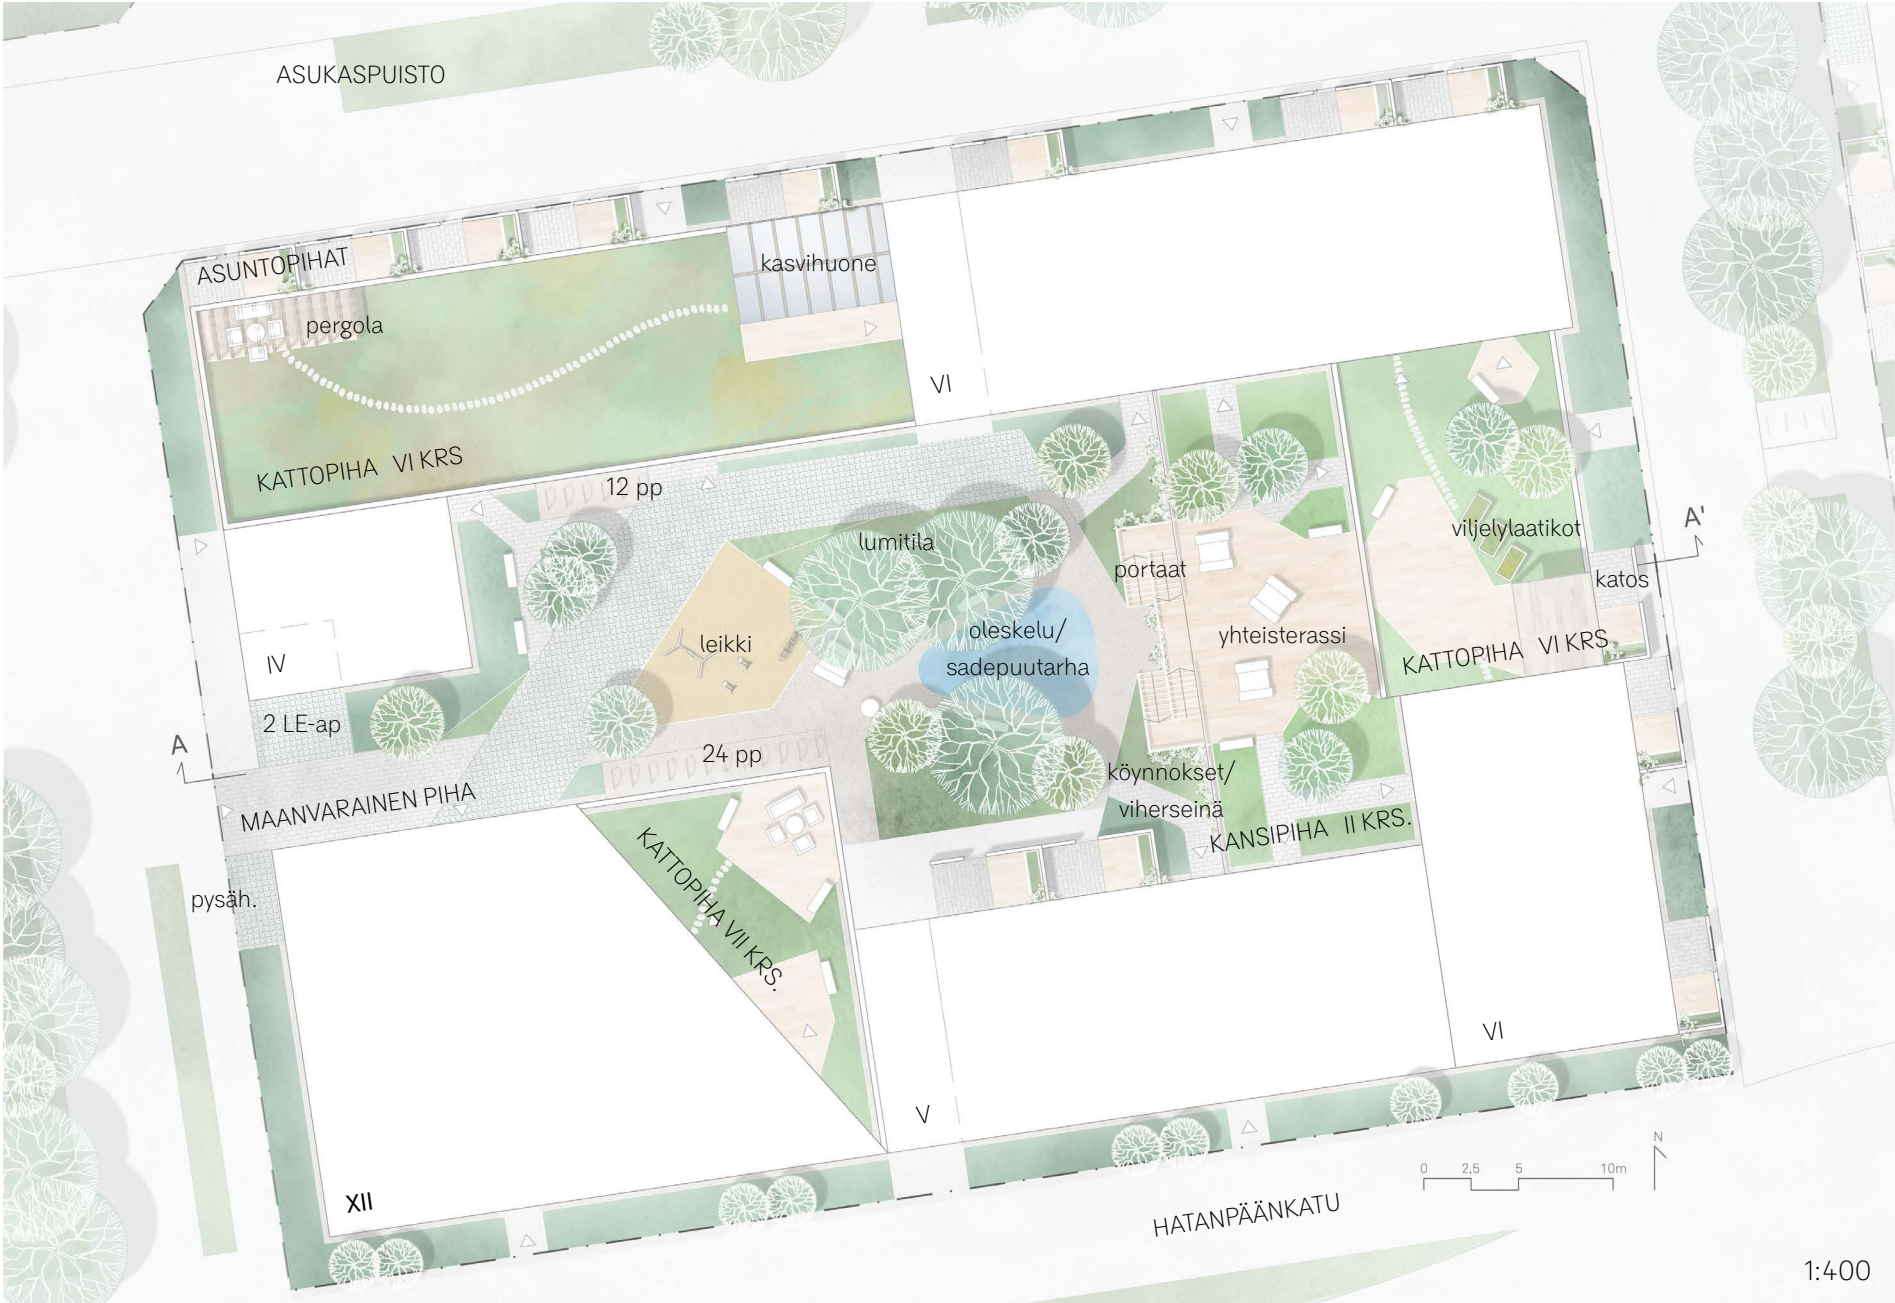 ASUKASPUISTO
ASUNTOPIHAT
kasvihuone
pergola
VI
KATTOPIHA VI KRS
12 pp
lumitila
viljelylaatikot
A'
portaat
katos
leikki
oleskelu/
sadepuutarha
yhteisterassi
KATTOPIHA VI KRS
IV
2 LE-ap
A
24 pp
MAANVARAINEN PIHA
köynnokset/
viherseinä
KANSIPIHA II KRS.
KATTOPIHA VII KRS.
pysäh.
VI
V
XII
HATANPÄÄNKATU
0 2,5 5 10m
N
1:400